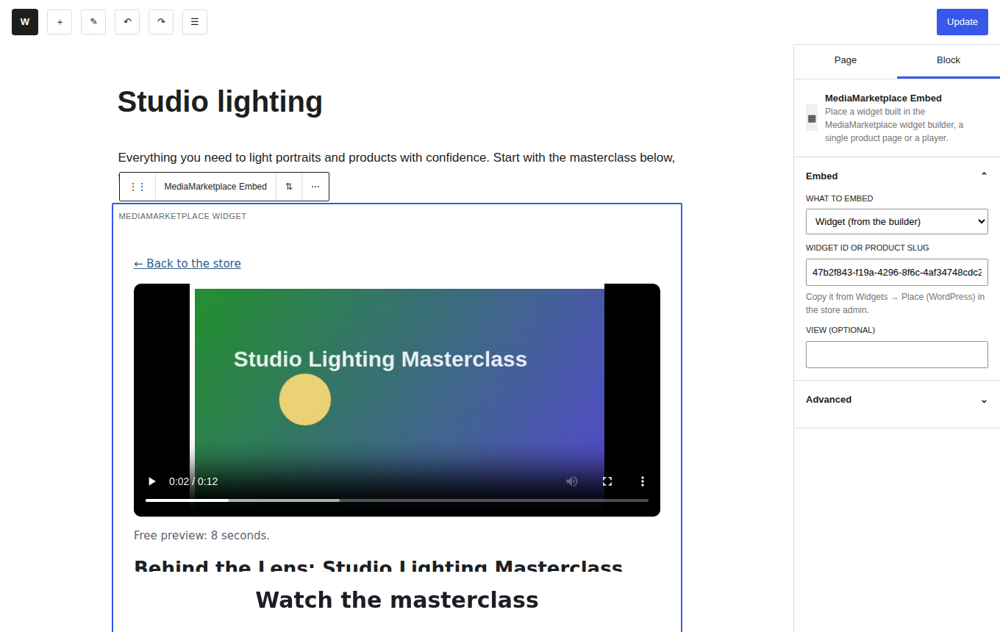 W
Update
Page
Block
Studio lighting
Everything you need to light portraits and products with confidence. Start with the masterclass below,
MediaMarketplace Embed
MEDIAMARKETPLACE WIDGET
← Back to the store
Studio Lighting Masterclass
0:02 / 0:12
Free preview: 8 seconds.
Behind the Lens: Studio Lighting Masterclass
Watch the masterclass
MediaMarketplace Embed
Place a widget built in the
MediaMarketplace widget builder, a
single product page or a player.
Embed
WHAT TO EMBED
Widget (from the builder)
WIDGET ID OR PRODUCT SLUG
47b2f843-f19a-4296-8f6c-4af34748cdc2
Copy it from Widgets → Place (WordPress) in
the store admin.
VIEW (OPTIONAL)
Advanced